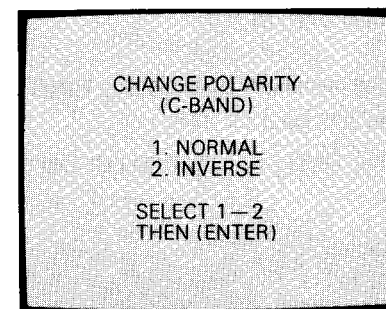 CHANGE POLARITY
(C-BAND)
1. NORMAL
2. INVERSE
SELECT 1—2
THEN (ENTER)